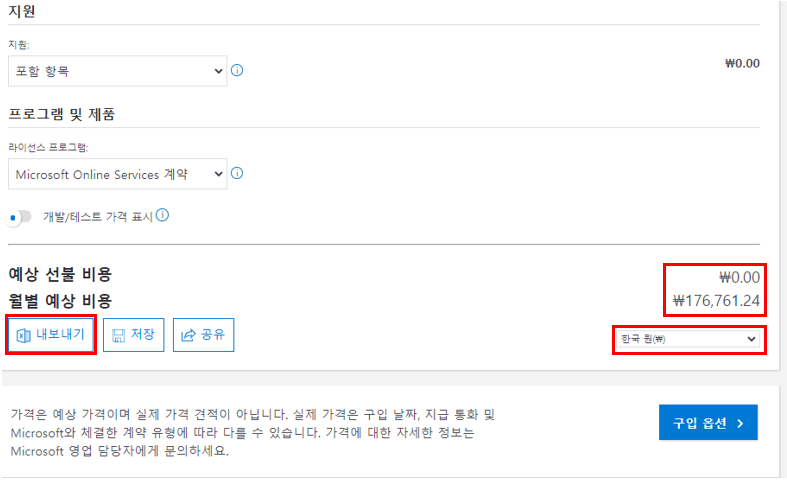 지원
지원:
포함 항목
₩0.00
프로그램 및 제품
라이선스 프로그램:
Microsoft Online Services 계약
개발/테스트 가격 표시
예상 선불 비용 ₩0.00
월별 예상 비용 ₩176,761.24
내보내기 저장 공유 한국 원(₩)
가격은 예상 가격이며 실제 가격 견적이 아닙니다. 실제 가격은 구입 날짜, 지급 통화 및
Microsoft와 체결한 계약 유형에 따라 다를 수 있습니다. 가격에 대한 자세한 정보는
Microsoft 영업 담당자에게 문의하세요.
구입 옵션